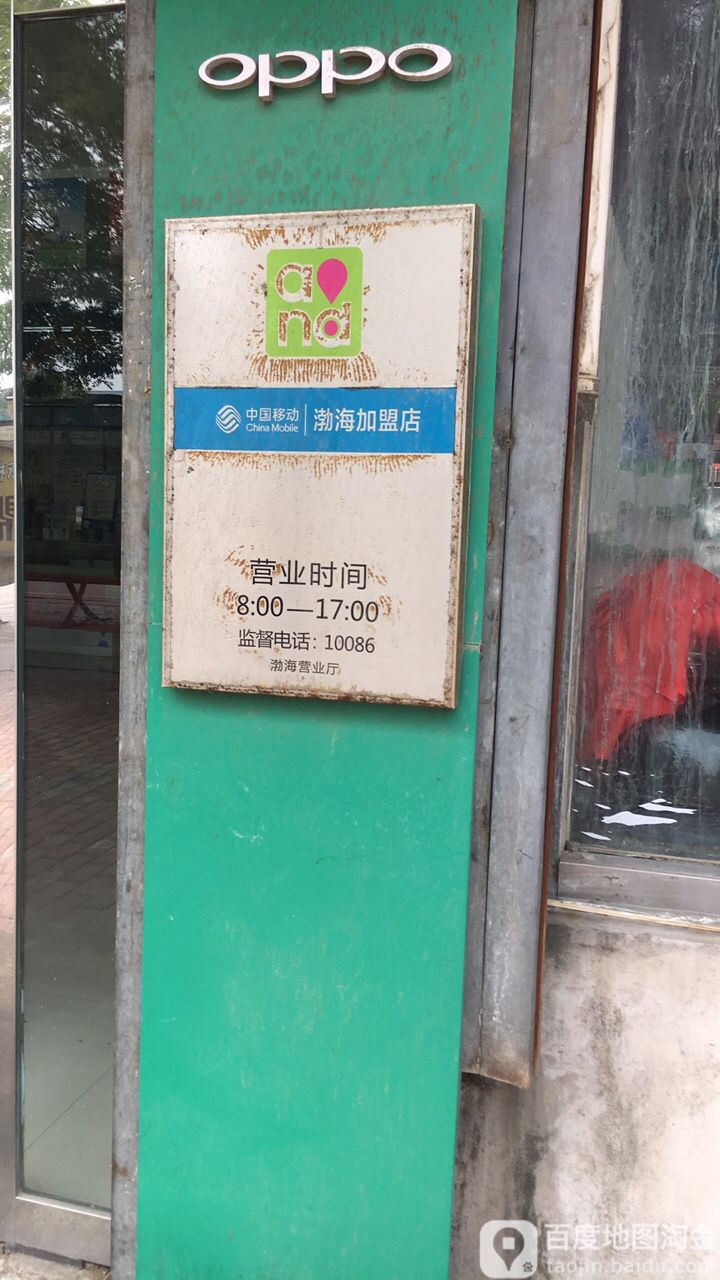 oppo
and
中国移动
China Mobile
渤海加盟店
营业时间
8:00—17:00
监督电话：10086
渤海营业厅
百度地图淘金
taojin.baidu.com